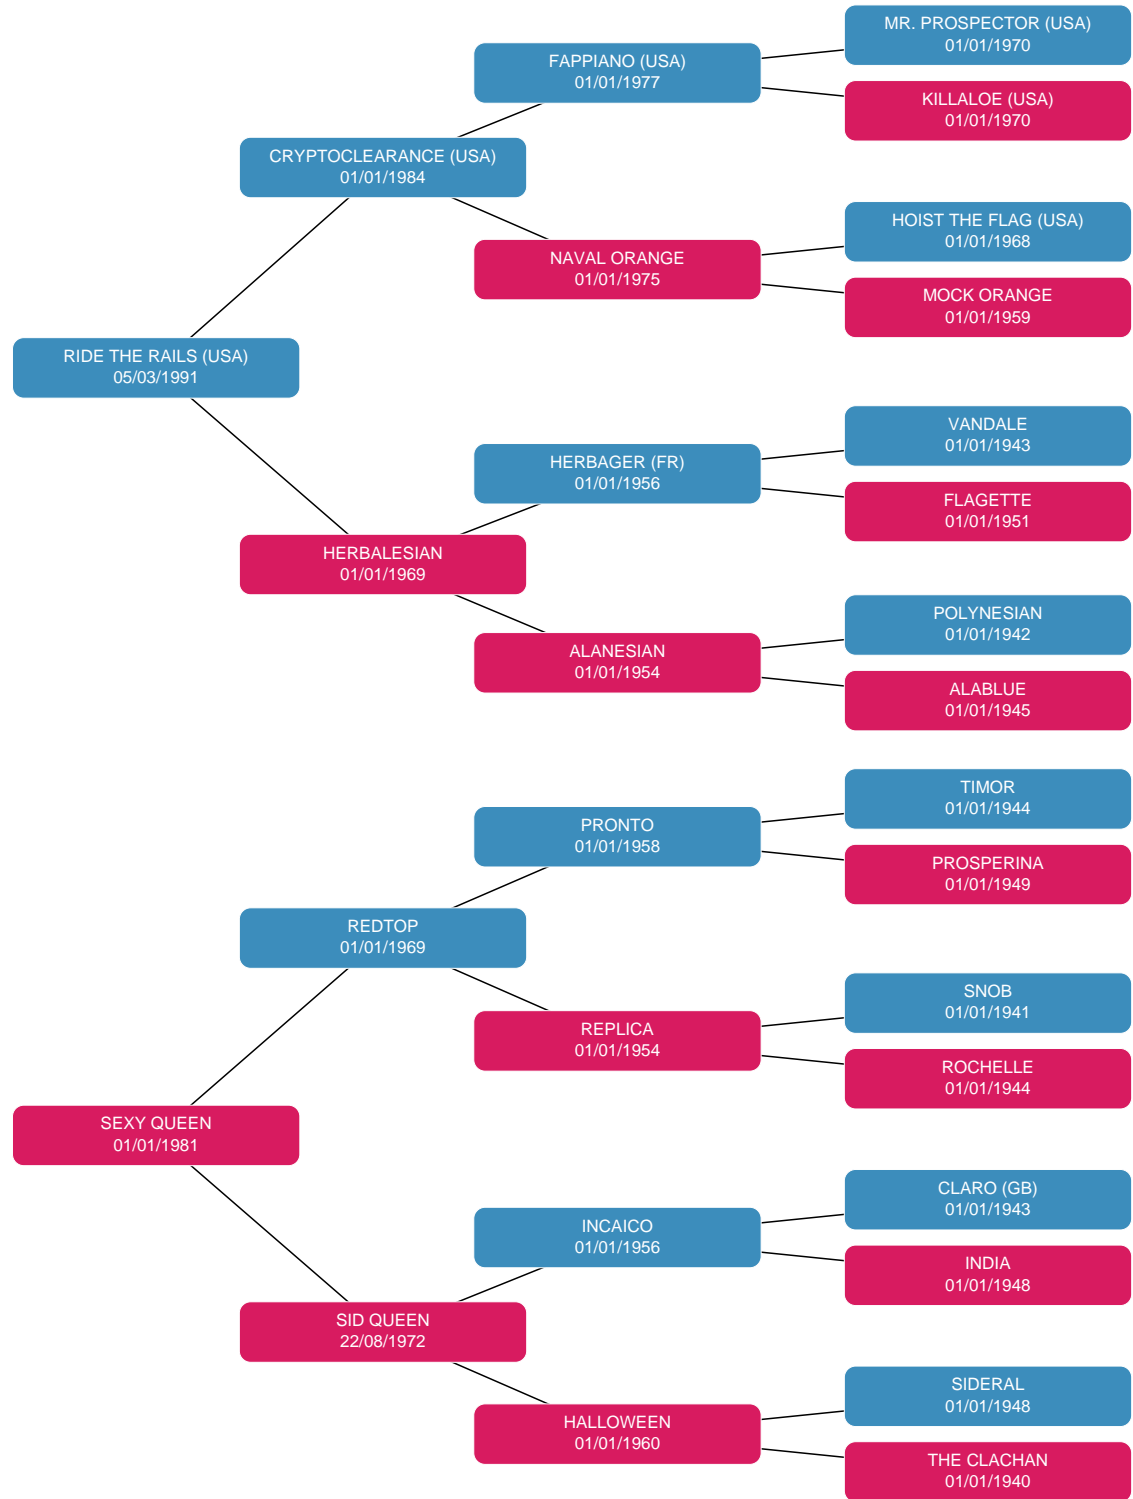 MR. PROSPECTOR (USA)
01/01/1970
FAPPIANO (USA)
01/01/1977
KILLALOE (USA)
01/01/1970
CRYPTOCLEARANCE (USA)
01/01/1984
HOIST THE FLAG (USA)
01/01/1968
NAVAL ORANGE
01/01/1975
MOCK ORANGE
01/01/1959
RIDE THE RAILS (USA)
05/03/1991
VANDALE
01/01/1943
HERBAGER (FR)
01/01/1956
FLAGETTE
01/01/1951
HERBALESIAN
01/01/1969
POLYNESIAN
01/01/1942
ALANESIAN
01/01/1954
ALABLUE
01/01/1945
TIMOR
01/01/1944
PRONTO
01/01/1958
PROSPERINA
01/01/1949
REDTOP
01/01/1969
SNOB
01/01/1941
REPLICA
01/01/1954
ROCHELLE
01/01/1944
SEXY QUEEN
01/01/1981
CLARO (GB)
01/01/1943
INCAICO
01/01/1956
INDIA
01/01/1948
SID QUEEN
22/08/1972
SIDERAL
01/01/1948
HALLOWEEN
01/01/1960
THE CLACHAN
01/01/1940